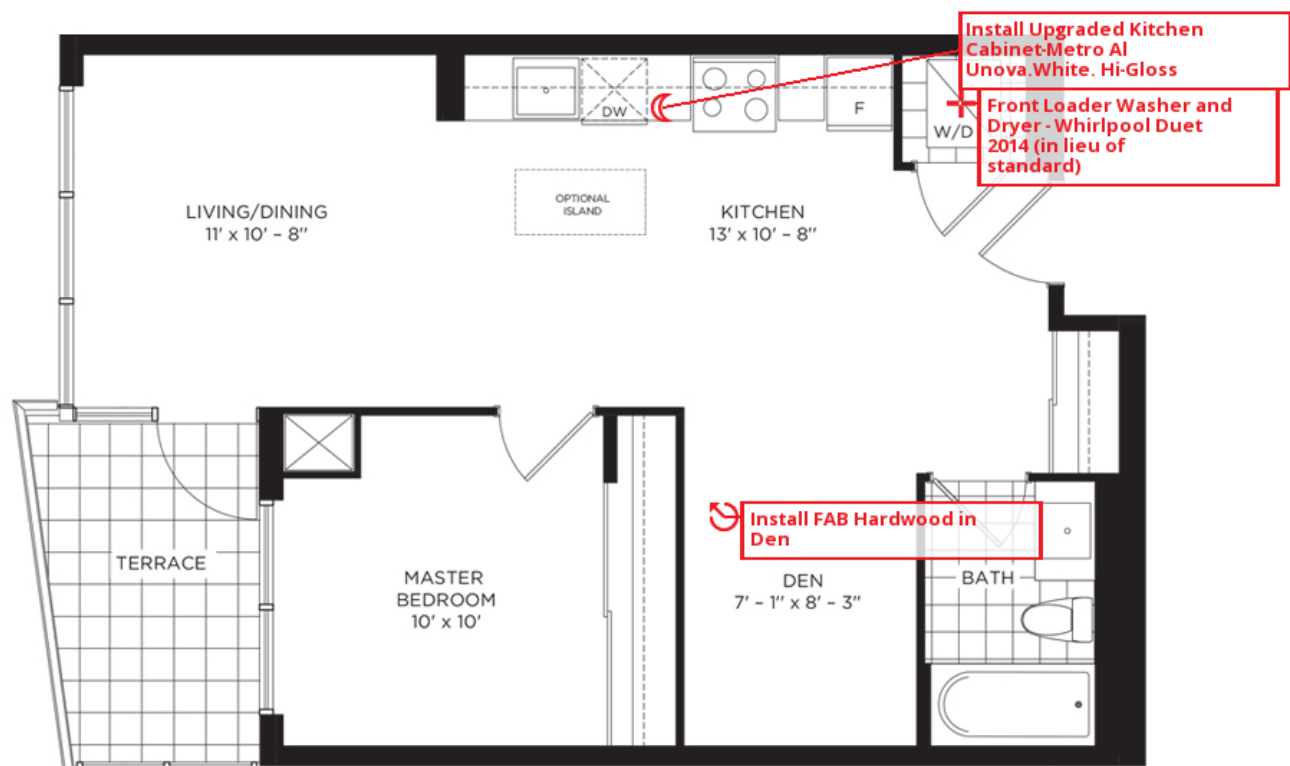 Install Upgraded Kitchen
Cabinet-Metro Al
Unova.White. Hi-Gloss
Front Loader Washer and
Dryer - Whirlpool Duet
2014 (in lieu of
standard)
DW
F
W/D
OPTIONAL
ISLAND
LIVING/DINING
11' x 10' – 8"
KITCHEN
13' x 10' – 8"
Install FAB Hardwood in
Den
TERRACE
MASTER
BEDROOM
10' x 10'
DEN
7' – 1" x 8' – 3"
BATH